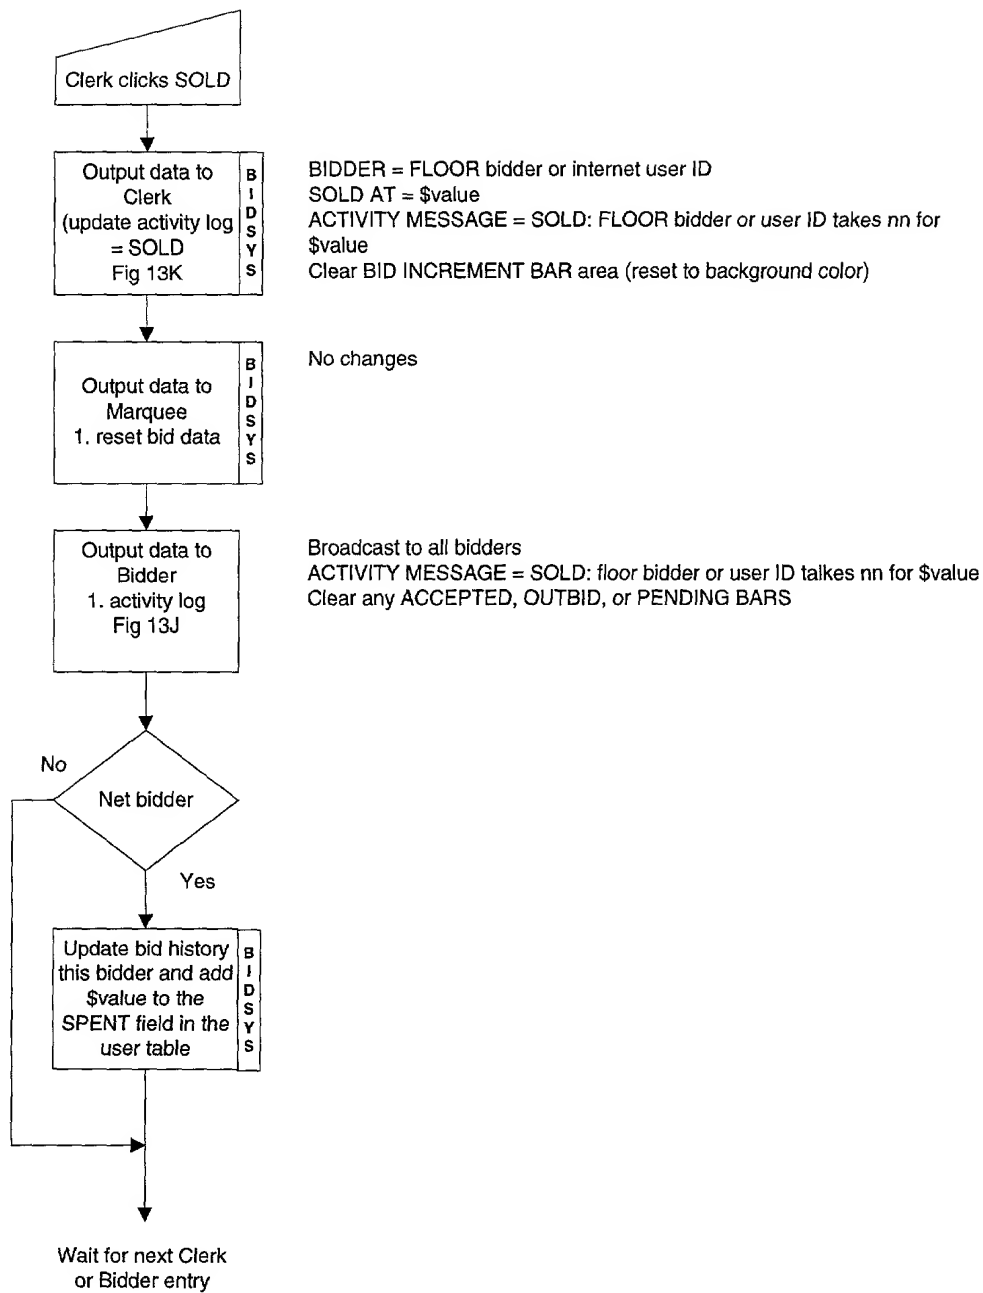 Clerk clicks SOLD
Output data to
Clerk
(update activity log
= SOLD
Fig 13K
BIDSYS
BIDDER = FLOOR bidder or internet user ID
SOLD AT = $value
ACTIVITY MESSAGE = SOLD: FLOOR bidder or user ID takes nn for
$value
Clear BID INCREMENT BAR area (reset to background color)
Output data to
Marquee
1. reset bid data
BIDSYS
No changes
Output data to
Bidder
1. activity log
Fig 13J
Broadcast to all bidders
ACTIVITY MESSAGE = SOLD: floor bidder or user ID talkes nn for $value
Clear any ACCEPTED, OUTBID, or PENDING BARS
No
Net bidder
Yes
Update bid history
this bidder and add
$value to the
SPENT field in the
user table
BIDSYS
Wait for next Clerk
or Bidder entry